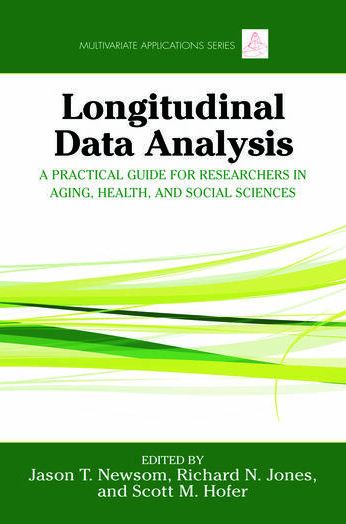 MULTIVARIATE APPLICATIONS SERIES
Longitudinal
Data Analysis
A PRACTICAL GUIDE FOR RESEARCHERS IN
AGING, HEALTH, AND SOCIAL SCIENCES
EDITED BY
Jason T. Newsom, Richard N. Jones,
and Scott M. Hofer